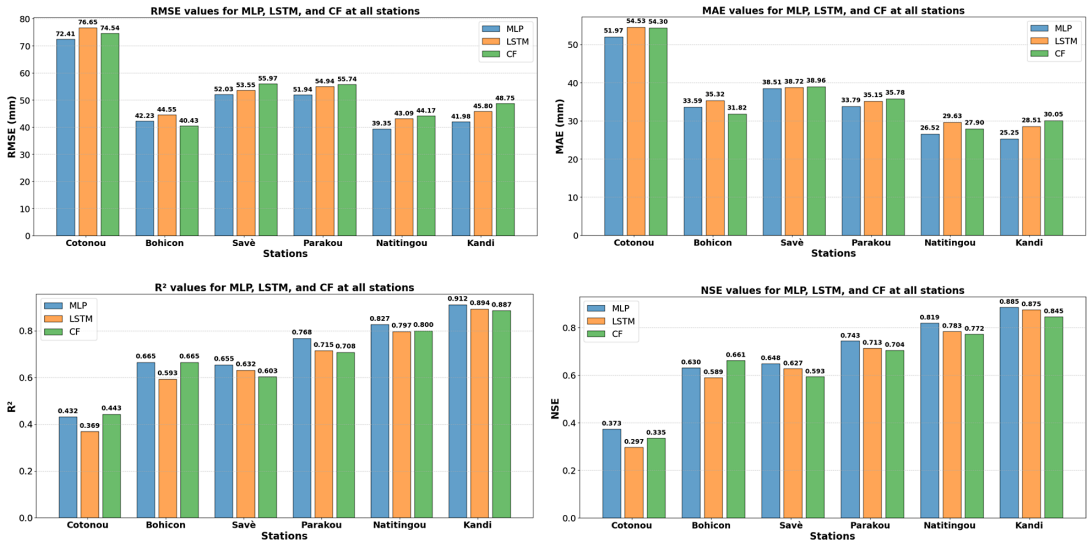 RMSE values for MLP, LSTM, and CF at all stations
RMSE (mm)
80
70
60
50
40
30
20
10
0
72.41 76.65 74.54
42.23 44.55 40.43
52.03 53.55 55.97
51.94 54.94 55.74
39.35 43.09 44.17
41.98 45.80 48.75
MLP
LSTM
CF
Cotonou Bohicon Savè Parakou Natitingou Kandi
Stations
MAE values for MLP, LSTM, and CF at all stations
MAE (mm)
50
40
30
20
10
0
51.97 54.53 54.30
33.59 35.32 31.82
38.51 38.72 38.96
33.79 35.15 35.78
26.52 29.63 27.90
25.25 28.51 30.05
MLP
LSTM
CF
Cotonou Bohicon Savè Parakou Natitingou Kandi
Stations
R² values for MLP, LSTM, and CF at all stations
R²
0.8
0.6
0.4
0.2
0.0
MLP
LSTM
CF
0.432 0.369 0.443
0.665 0.593 0.665
0.655 0.632 0.603
0.768 0.715 0.708
0.827 0.797 0.800
0.912 0.894 0.887
Cotonou Bohicon Savè Parakou Natitingou Kandi
Stations
NSE values for MLP, LSTM, and CF at all stations
NSE
0.8
0.6
0.4
0.2
0.0
MLP
LSTM
CF
0.373 0.297 0.335
0.630 0.589 0.661
0.648 0.627 0.593
0.743 0.713 0.704
0.819 0.783 0.772
0.885 0.875 0.845
Cotonou Bohicon Savè Parakou Natitingou Kandi
Stations